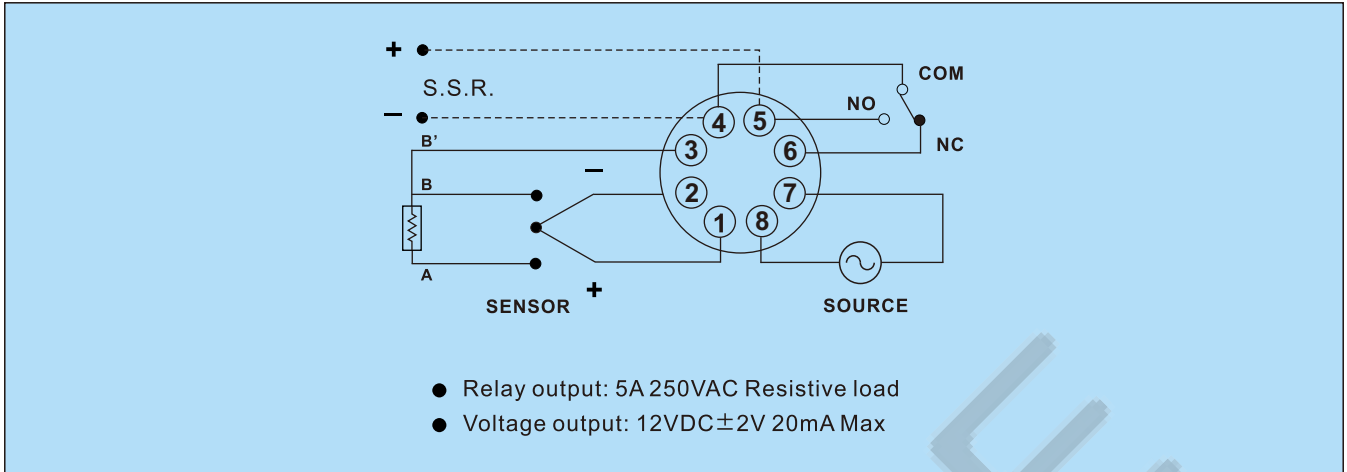 +
S.S.R.
−
COM
NO
NC
4
5
3
6
2
7
1
8
B'
B
A
−
+
SENSOR
SOURCE
● Relay output: 5A 250VAC Resistive load
● Voltage output: 12VDC±2V 20mA Max